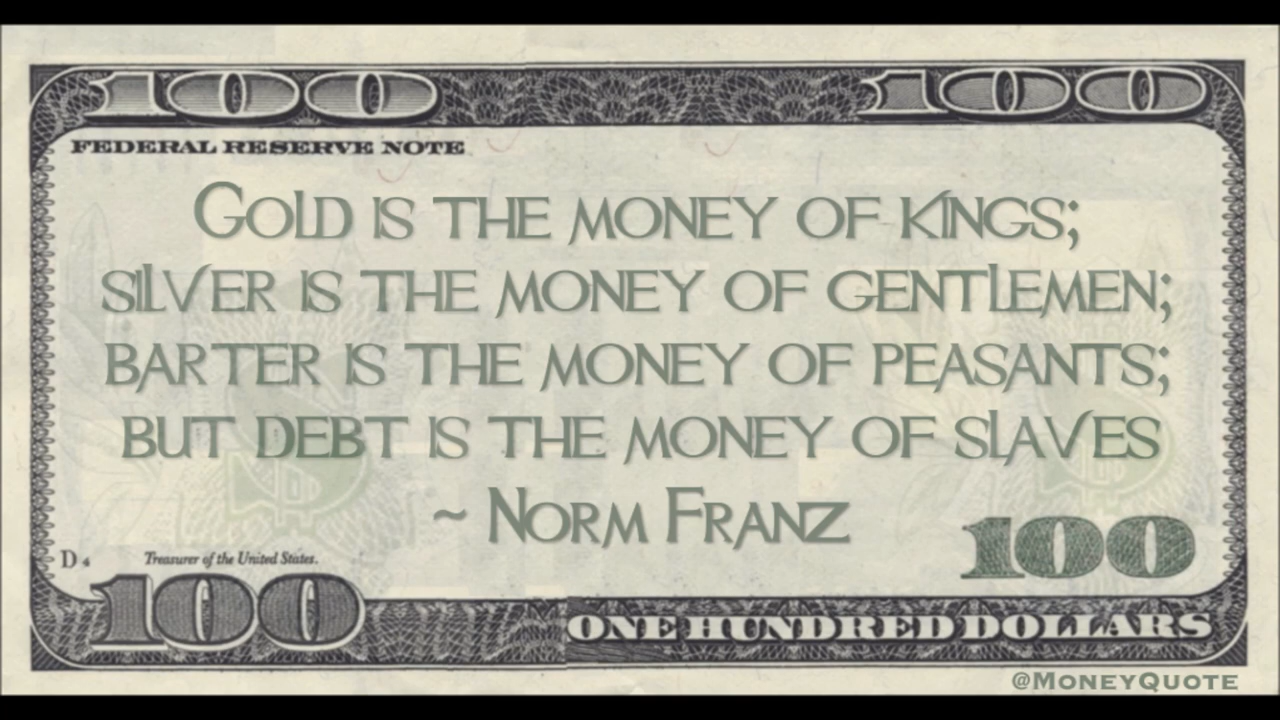 100 100
FEDERAL RESERVE NOTE
Gold is the money of kings;
silver is the money of gentlemen;
barter is the money of peasants;
but debt is the money of slaves
~ Norm Franz
100
D 4 Treasurer of the United States.
100
ONE HUNDRED DOLLARS
@MoneyQuote